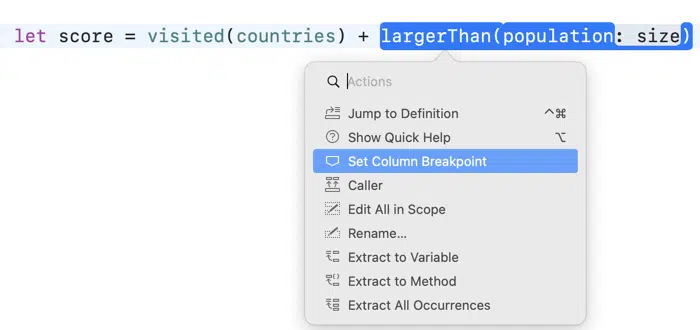 let score = visited(countries) + largerThan(population: size)
Actions
Jump to Definition ⌃⌘
Show Quick Help ⌥
Set Column Breakpoint
Caller
Edit All in Scope
Rename...
Extract to Variable
Extract to Method
Extract All Occurrences